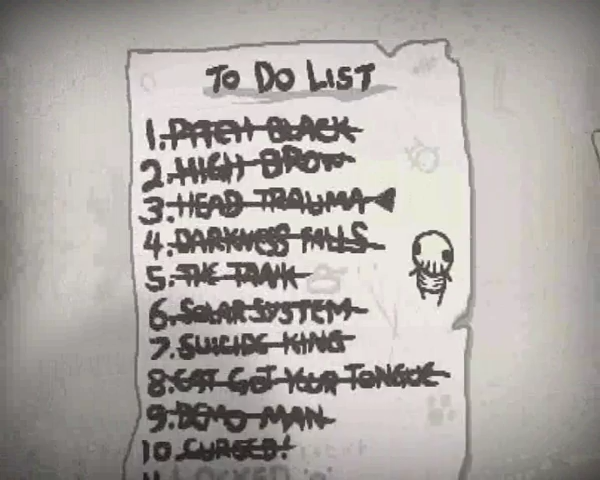 TO DO LIST
1. PITCH BLACK
2. HIGH BROW
3. HEAD TRAUMA
4. DARKNESS FALLS
5. THE TANK
6. SOLAR SYSTEM
7. SUICIDE KING
8. CAT GOT YOUR TONGUE
9. DEMO MAN
10. CURSED!